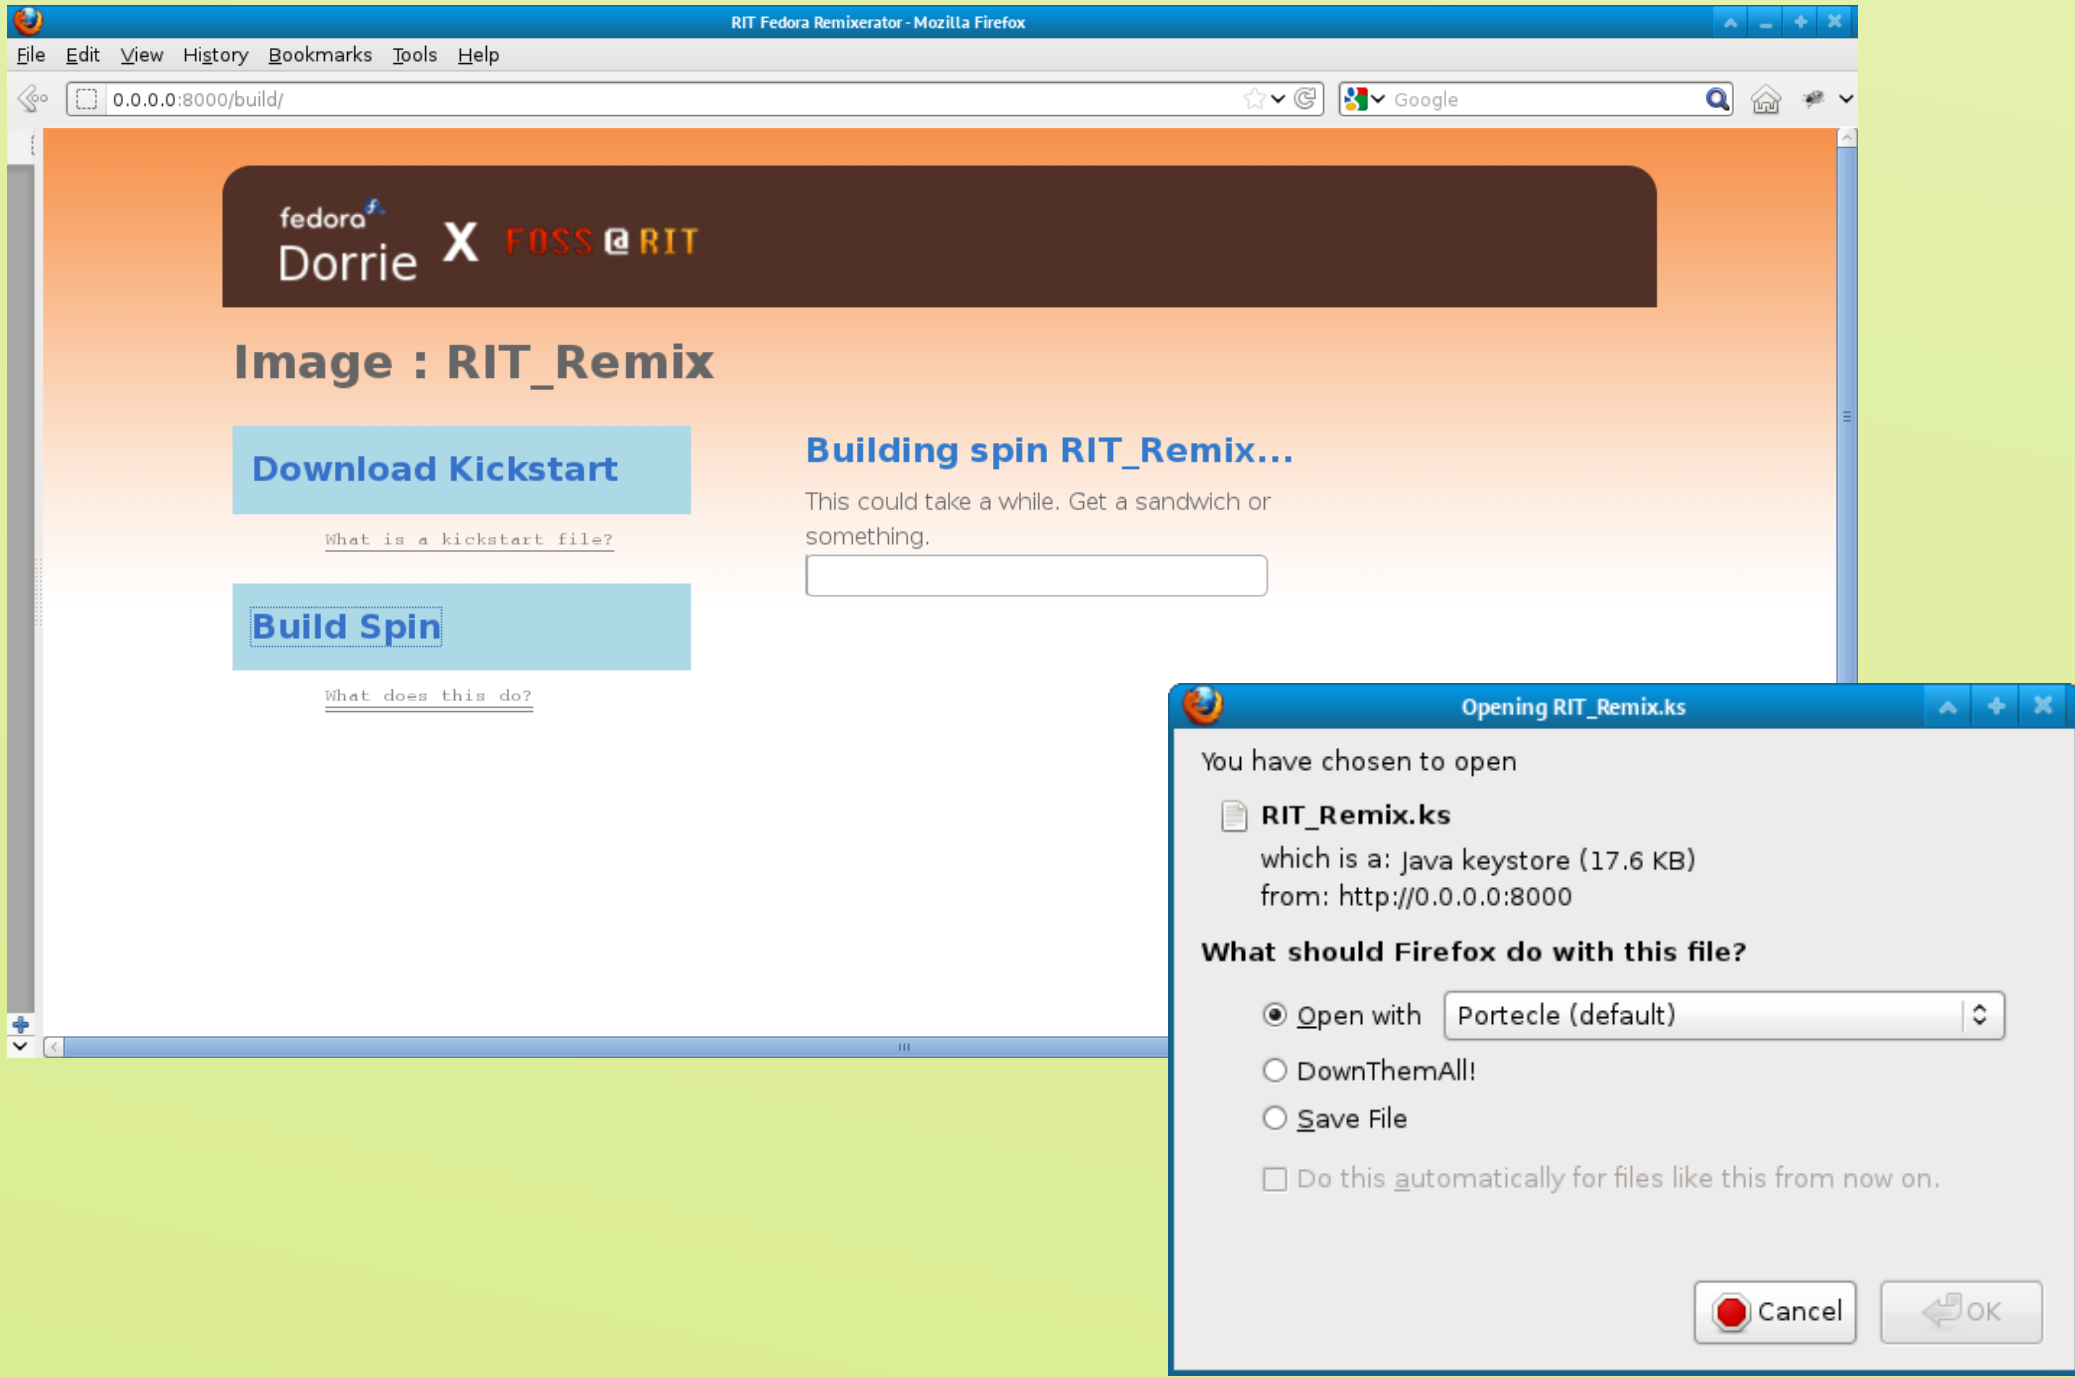 RIT Fedora Remixerator - Mozilla Firefox
File Edit View History Bookmarks Tools Help
0.0.0.0:8000/build/
Google
fedora
Dorrie X FOSS@RIT
Image : RIT_Remix
Download Kickstart
What is a kickstart file?
Build Spin
What does this do?
Building spin RIT_Remix...
This could take a while. Get a sandwich or
something.
Opening RIT_Remix.ks
You have chosen to open
RIT_Remix.ks
which is a: Java keystore (17.6 KB)
from: http://0.0.0.0:8000
What should Firefox do with this file?
Open with Portecle (default)
DownThemAll!
Save File
Do this automatically for files like this from now on.
Cancel OK